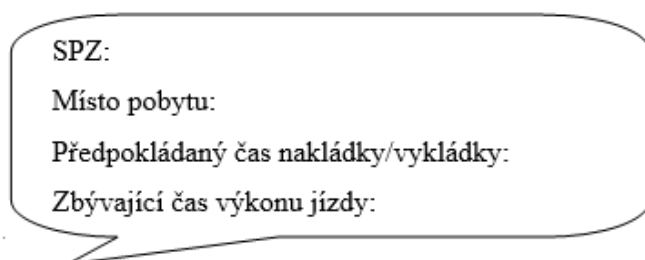 SPZ:
Místo pobytu:
Předpokládaný čas nakládky/vykládky:
Zbývající čas výkonu jízdy: